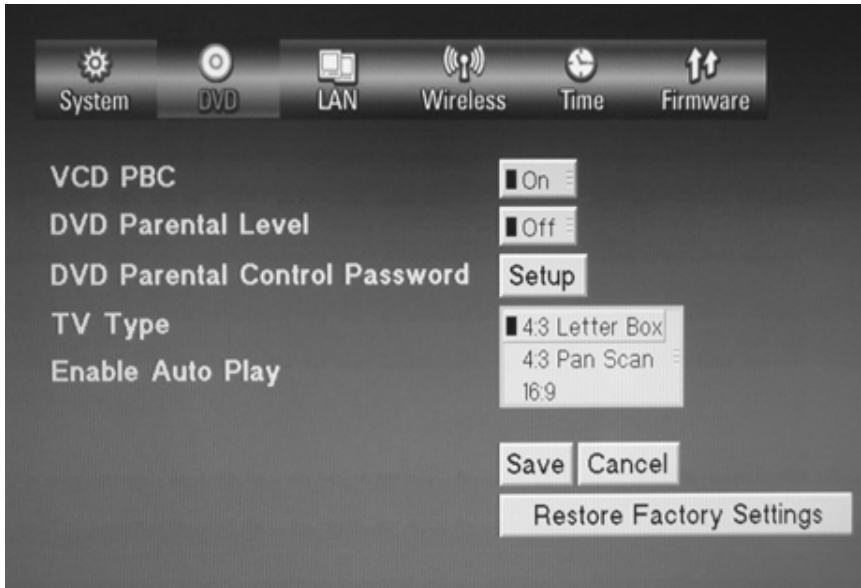 System DVD LAN Wireless Time Firmware
VCD PBC On
DVD Parental Level Off
DVD Parental Control Password Setup
TV Type 4:3 Letter Box
4:3 Pan Scan
Enable Auto Play
16:9
Save Cancel
Restore Factory Settings